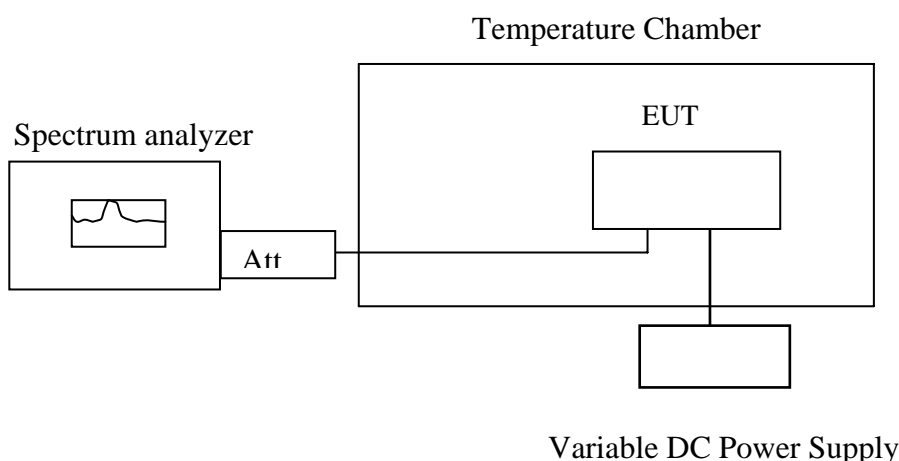 Temperature Chamber
EUT
Spectrum analyzer
Att
Variable DC Power Supply